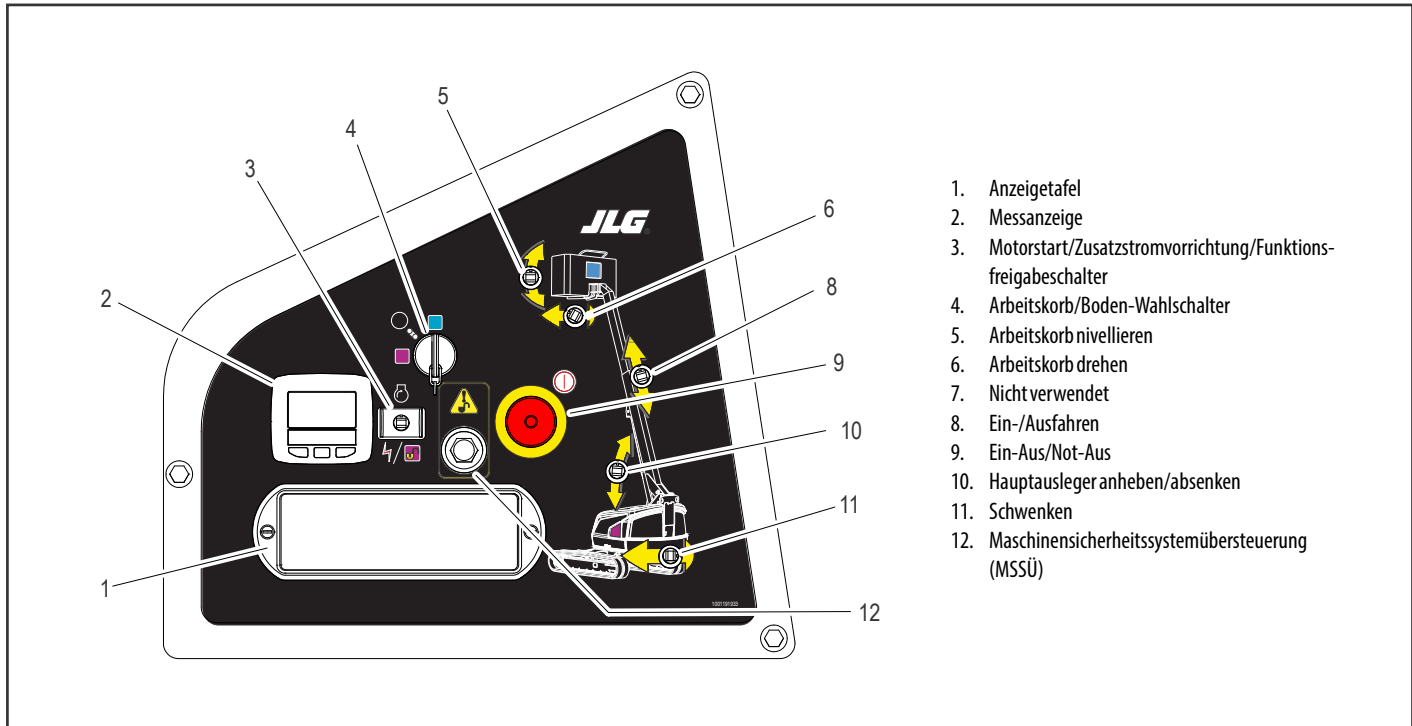 5
4
3
6
2
8
9
10
11
1
12
JLG
1001191933
1. Anzeigetafel
2. Messanzeige
3. Motorstart/Zusatzstromvorrichtung/Funktions-
freigabeschalter
4. Arbeitskorb/Boden-Wahlschalter
5. Arbeitskorb nivellieren
6. Arbeitskorb drehen
7. Nicht verwendet
8. Ein-/Ausfahren
9. Ein-Aus/Not-Aus
10. Hauptausleger anheben/absenken
11. Schwenken
12. Maschinensicherheitssystemübersteuerung
(MSSÜ)